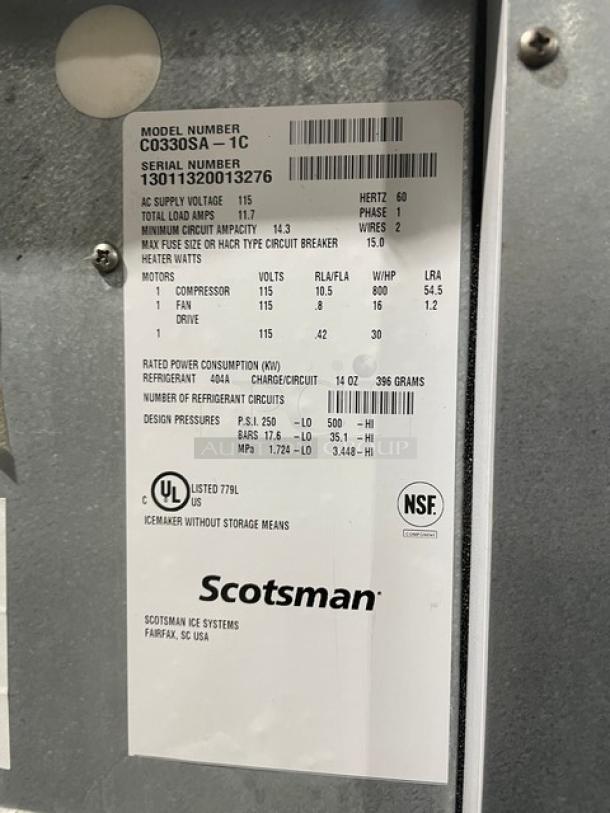 MODEL NUMBER
C0330SA – 1C
SERIAL NUMBER
13011320013276
AC SUPPLY VOLTAGE 115 HERTZ 60
TOTAL LOAD AMPS 11.7 PHASE 1
MINIMUM CIRCUIT AMPACITY 14.3 WIRES 2
MAX FUSE SIZE OR HACR TYPE CIRCUIT BREAKER 15.0
HEATER WATTS
MOTORS VOLTS RLA/FLA W/HP LRA
1 COMPRESSOR 115 10.5 800 54.5
1 FAN 115 .8 16 1.2
DRIVE
1 115 .42 30
RATED POWER CONSUMPTION (KW)
REFRIGERANT 404A CHARGE/CIRCUIT 14 OZ 396 GRAMS
NUMBER OF REFRIGERANT CIRCUITS
DESIGN PRESSURES P.S.I. 250 –LO 500 –HI
BARS 17.6 –LO 35.1 –HI
MPa 1.724 –LO 3.448 –HI
AUCTION GROUP
C UL US LISTED 779L
NSF.
COMPONENT
ICEMAKER WITHOUT STORAGE MEANS
Scotsman
SCOTSMAN ICE SYSTEMS
FAIRFAX, SC USA